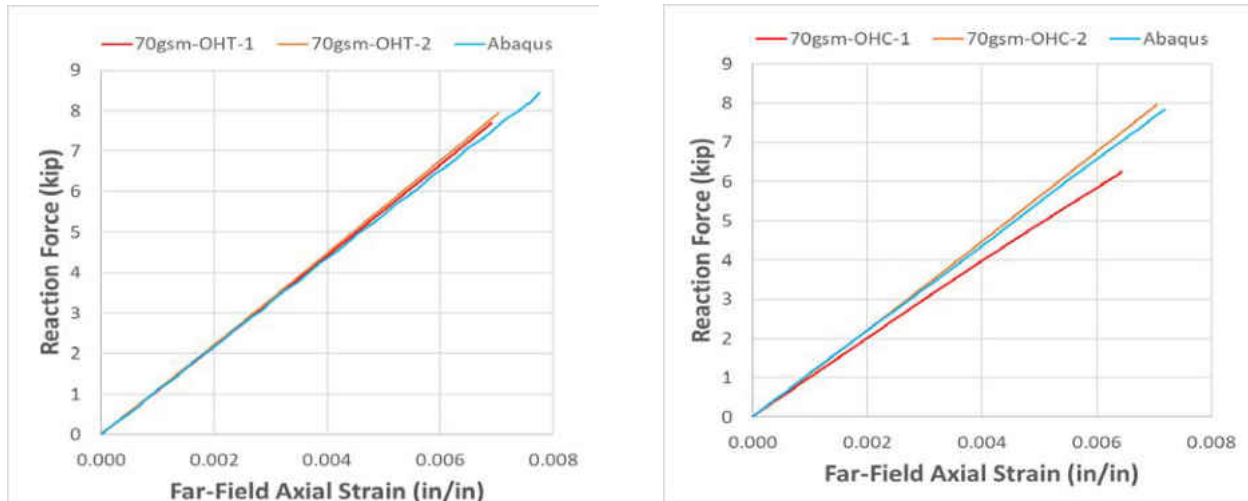 70gsm-OHT-1 70gsm-OHT-2 Abaqus
9
8
7
6
5
4
3
2
1
0
Reaction Force (kip)
0.000 0.002 0.004 0.006 0.008
Far-Field Axial Strain (in/in)
70gsm-OHC-1 70gsm-OHC-2 Abaqus
9
8
7
6
5
4
3
2
1
0
Reaction Force (kip)
0.000 0.002 0.004 0.006 0.008
Far-Field Axial Strain (in/in)